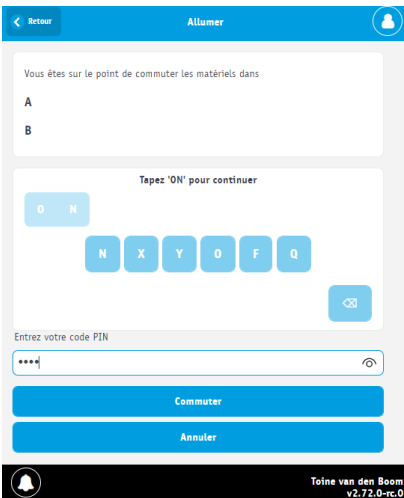 Retour
Allumer
Vous êtes sur le point de commuter les matériels dans
A
B
Tapez 'ON' pour continuer
O N
N X Y O F Q
Entrez votre code PIN
••••
Commuter
Annuler
Toine van den Boom
v2.72.0-rc.0